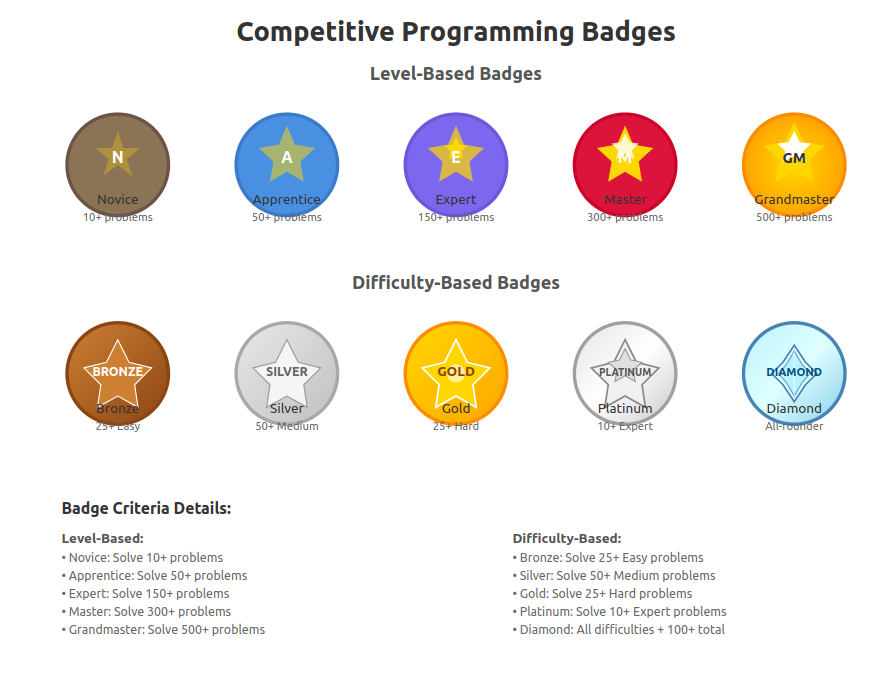 Competitive Programming Badges
Level-Based Badges
N A E M GM
Novice Apprentice Expert Master Grandmaster
10+ problems 50+ problems 150+ problems 300+ problems 500+ problems
Difficulty-Based Badges
BRONZE SILVER GOLD PLATINUM DIAMOND
Bronze Silver Gold Platinum Diamond
25+ Easy 50+ Medium 25+ Hard 10+ Expert All-rounder
Badge Criteria Details:
Level-Based:
• Novice: Solve 10+ problems
• Apprentice: Solve 50+ problems
• Expert: Solve 150+ problems
• Master: Solve 300+ problems
• Grandmaster: Solve 500+ problems
Difficulty-Based:
• Bronze: Solve 25+ Easy problems
• Silver: Solve 50+ Medium problems
• Gold: Solve 25+ Hard problems
• Platinum: Solve 10+ Expert problems
• Diamond: All difficulties + 100+ total